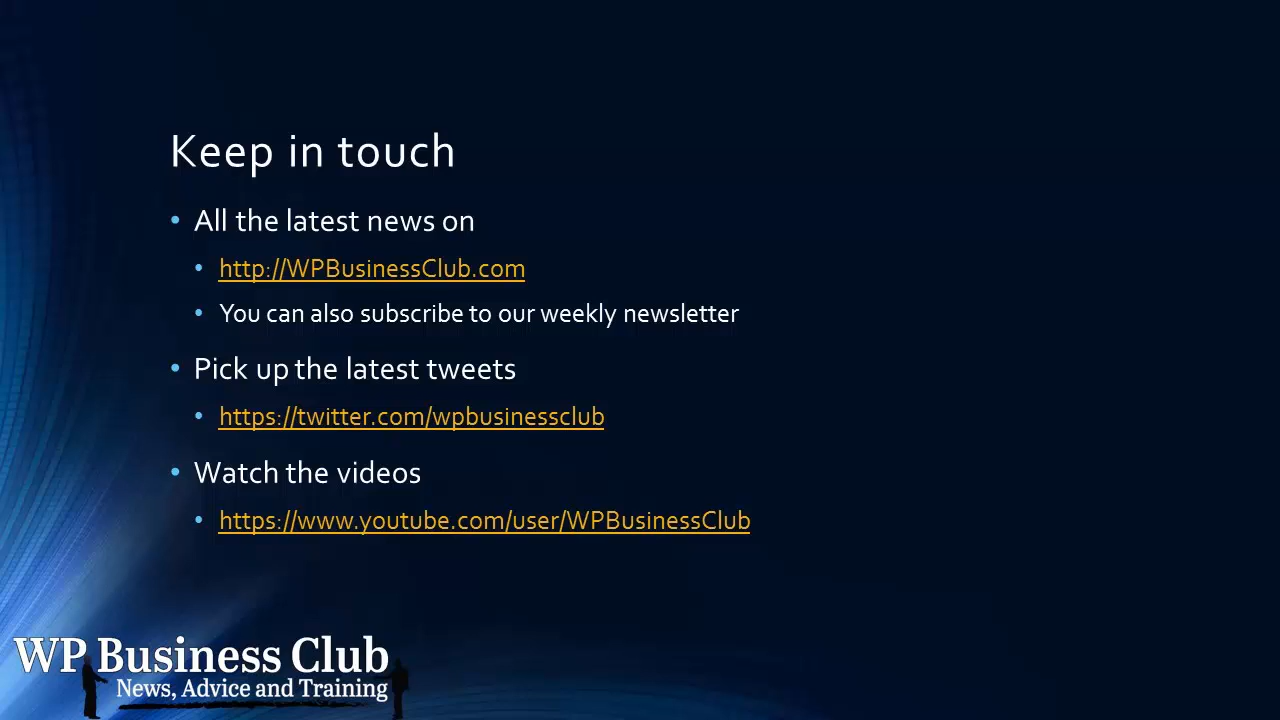 Keep in touch
• All the latest news on
• http://WPBusinessClub.com
• You can also subscribe to our weekly newsletter
• Pick up the latest tweets
• https://twitter.com/wpbusinessclub
• Watch the videos
• https://www.youtube.com/user/WPBusinessClub
WP Business Club
News, Advice and Training